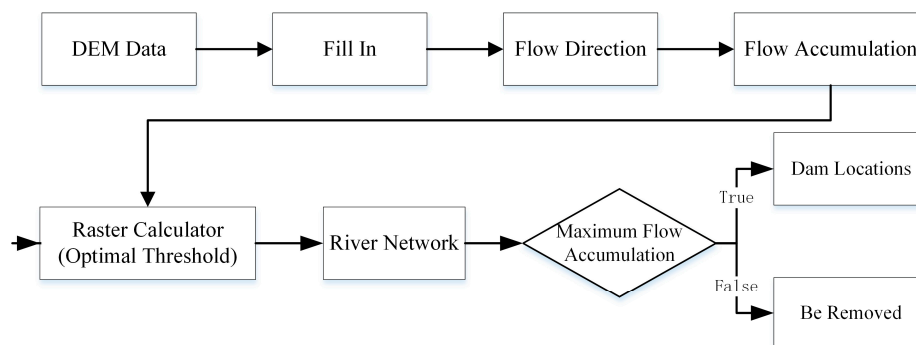 DEM Data
Fill In
Flow Direction
Flow Accumulation
Raster Calculator
(Optimal Threshold)
River Network
Maximum Flow
Accumulation
True
Dam Locations
False
Be Removed